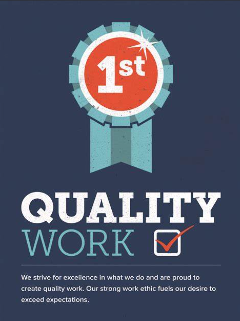 1st
QUALITY
WORK
We strive for excellence in what we do and are proud to
create quality work. Our strong work ethic fuels our desire to
exceed expectations.